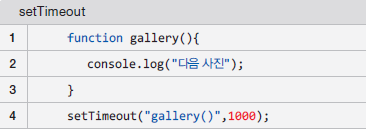 setTimeout
1 function gallery(){
2 console.log("다음 사진");
3 }
4 setTimeout("gallery()",1000);